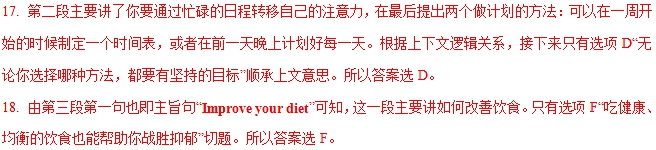 17. 第二段主要讲了你要通过忙碌的日程转移自己的注意力，在最后提出两个做计划的方法：可以在一周开
始的时候制定一个时间表，或者在前一天晚上计划好每一天。根据上下文逻辑关系，接下来只有选项 D“无
论你选择哪种方法，都要有坚持的目标”顺承上文意思。所以答案选 D。
18. 由第三段第一句也即主旨句“Improve your diet”可知，这一段主要讲如何改善饮食。只有选项 F“吃健康、
均衡的饮食也能帮助你战胜抑郁”切题。所以答案选 F。